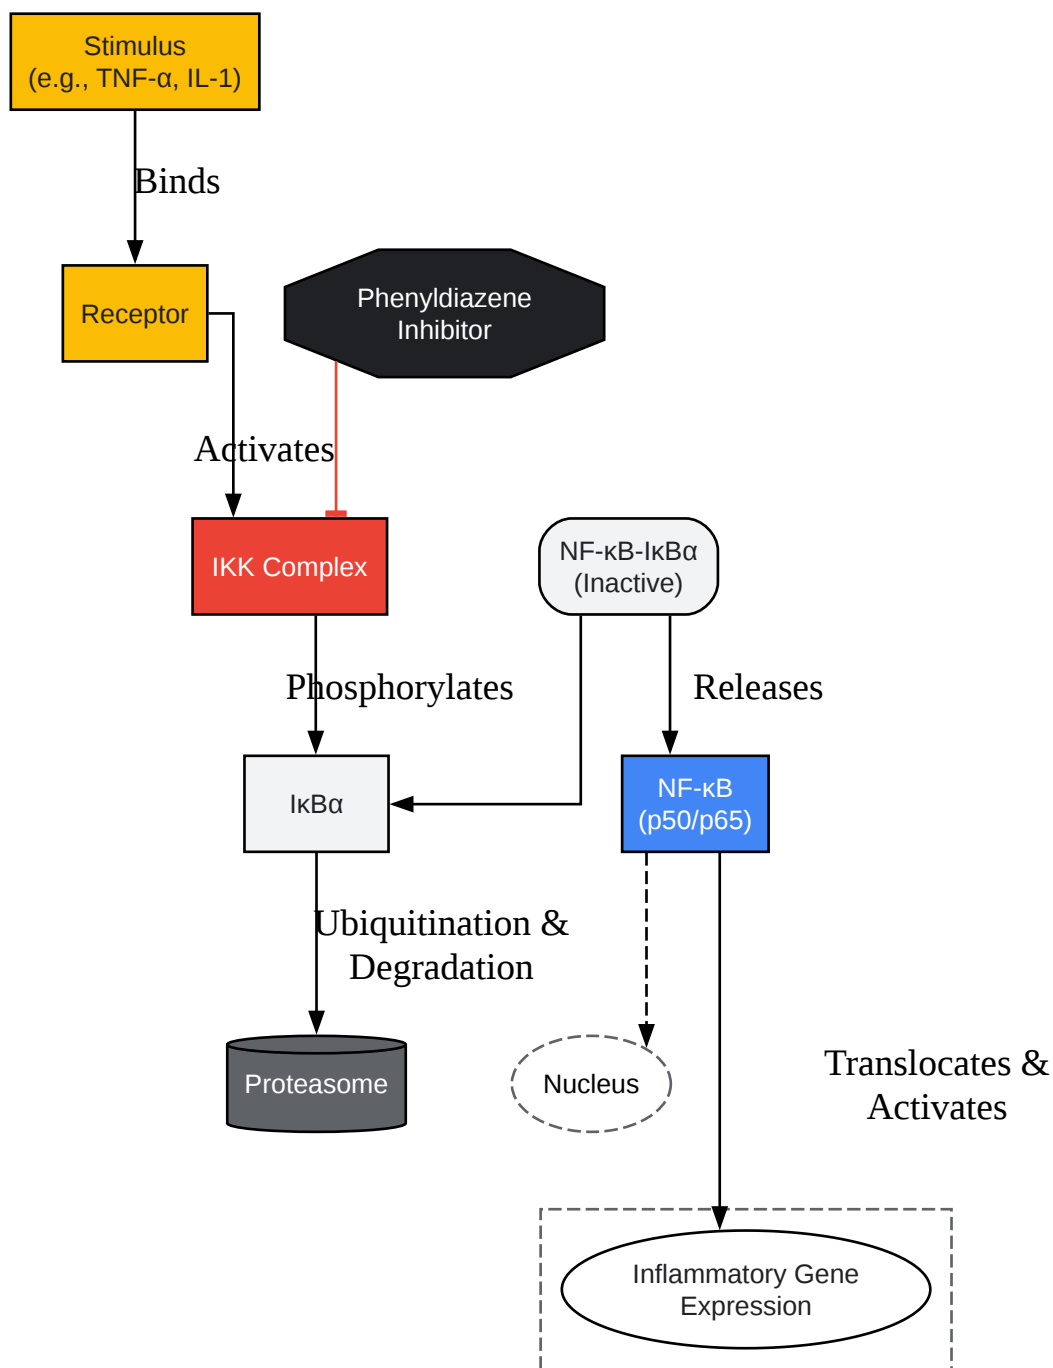 Stimulus
(e.g., TNF-α, IL-1)
Binds
Receptor
Phenyldiazene
Inhibitor
Activates
IKK Complex
NF-κB-IκBα
(Inactive)
Phosphorylates
Releases
IκBα
NF-κB
(p50/p65)
Ubiquitination &
Degradation
Proteasome
Nucleus
Translocates &
Activates
Inflammatory Gene
Expression